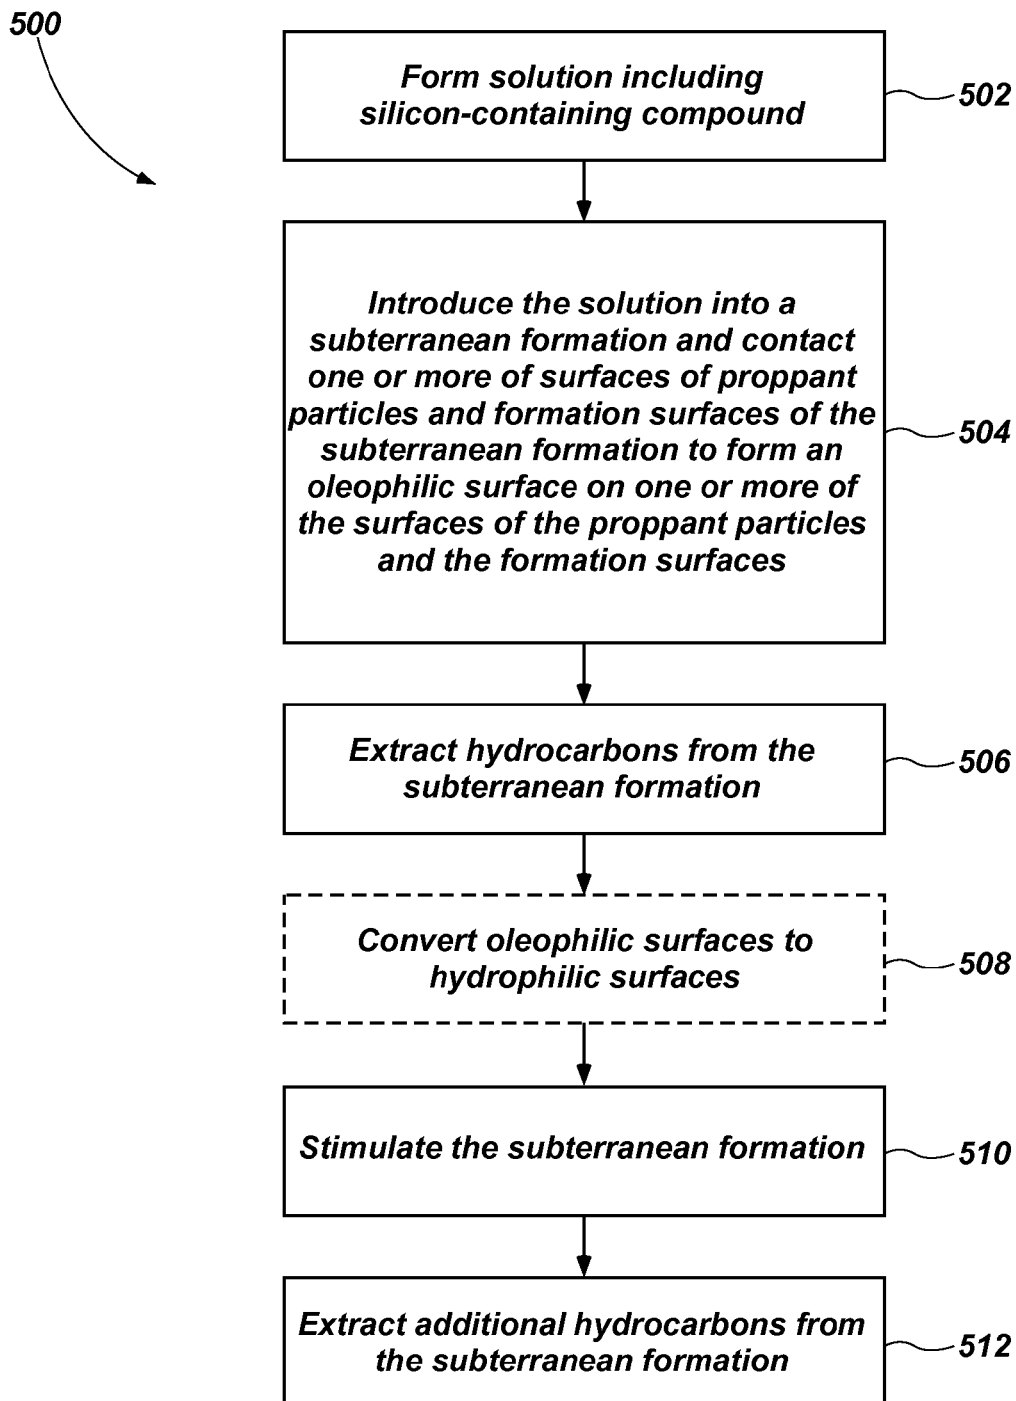 500
Form solution including
silicon-containing compound
502
Introduce the solution into a
subterranean formation and contact
one or more of surfaces of proppant
particles and formation surfaces of the
subterranean formation to form an
oleophilic surface on one or more of
the surfaces of the proppant particles
and the formation surfaces
504
Extract hydrocarbons from the
subterranean formation
506
Convert oleophilic surfaces to
hydrophilic surfaces
508
Stimulate the subterranean formation
510
Extract additional hydrocarbons from
the subterranean formation
512